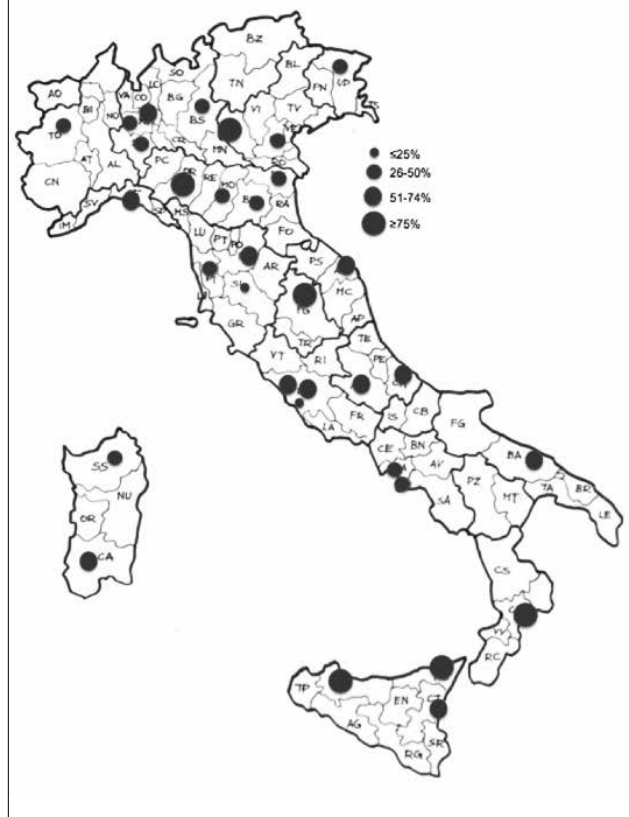 BZ
SO
BL
TN
FN
UD
AO
VA
CO
LC
BG
TS
BI
NO
BS
VI
TV
TO
MN
AT
AL
PC
PR
RE
MO
CN
SV
RA
IM
SP
MS
FO
LU
PT
PO
PS
AR
PI
SI
MC
GR
PG
AP
TR
TE
VT
RI
PE
FR
IS
CB
FG
LA
CE
BN
BA
AV
SA
PZ
MT
TA
BR
LE
SS
NU
OR
CA
CS
VV
RC
TP
EN
CT
AG
SR
RG
≤25%
26-50%
51-74%
≥75%